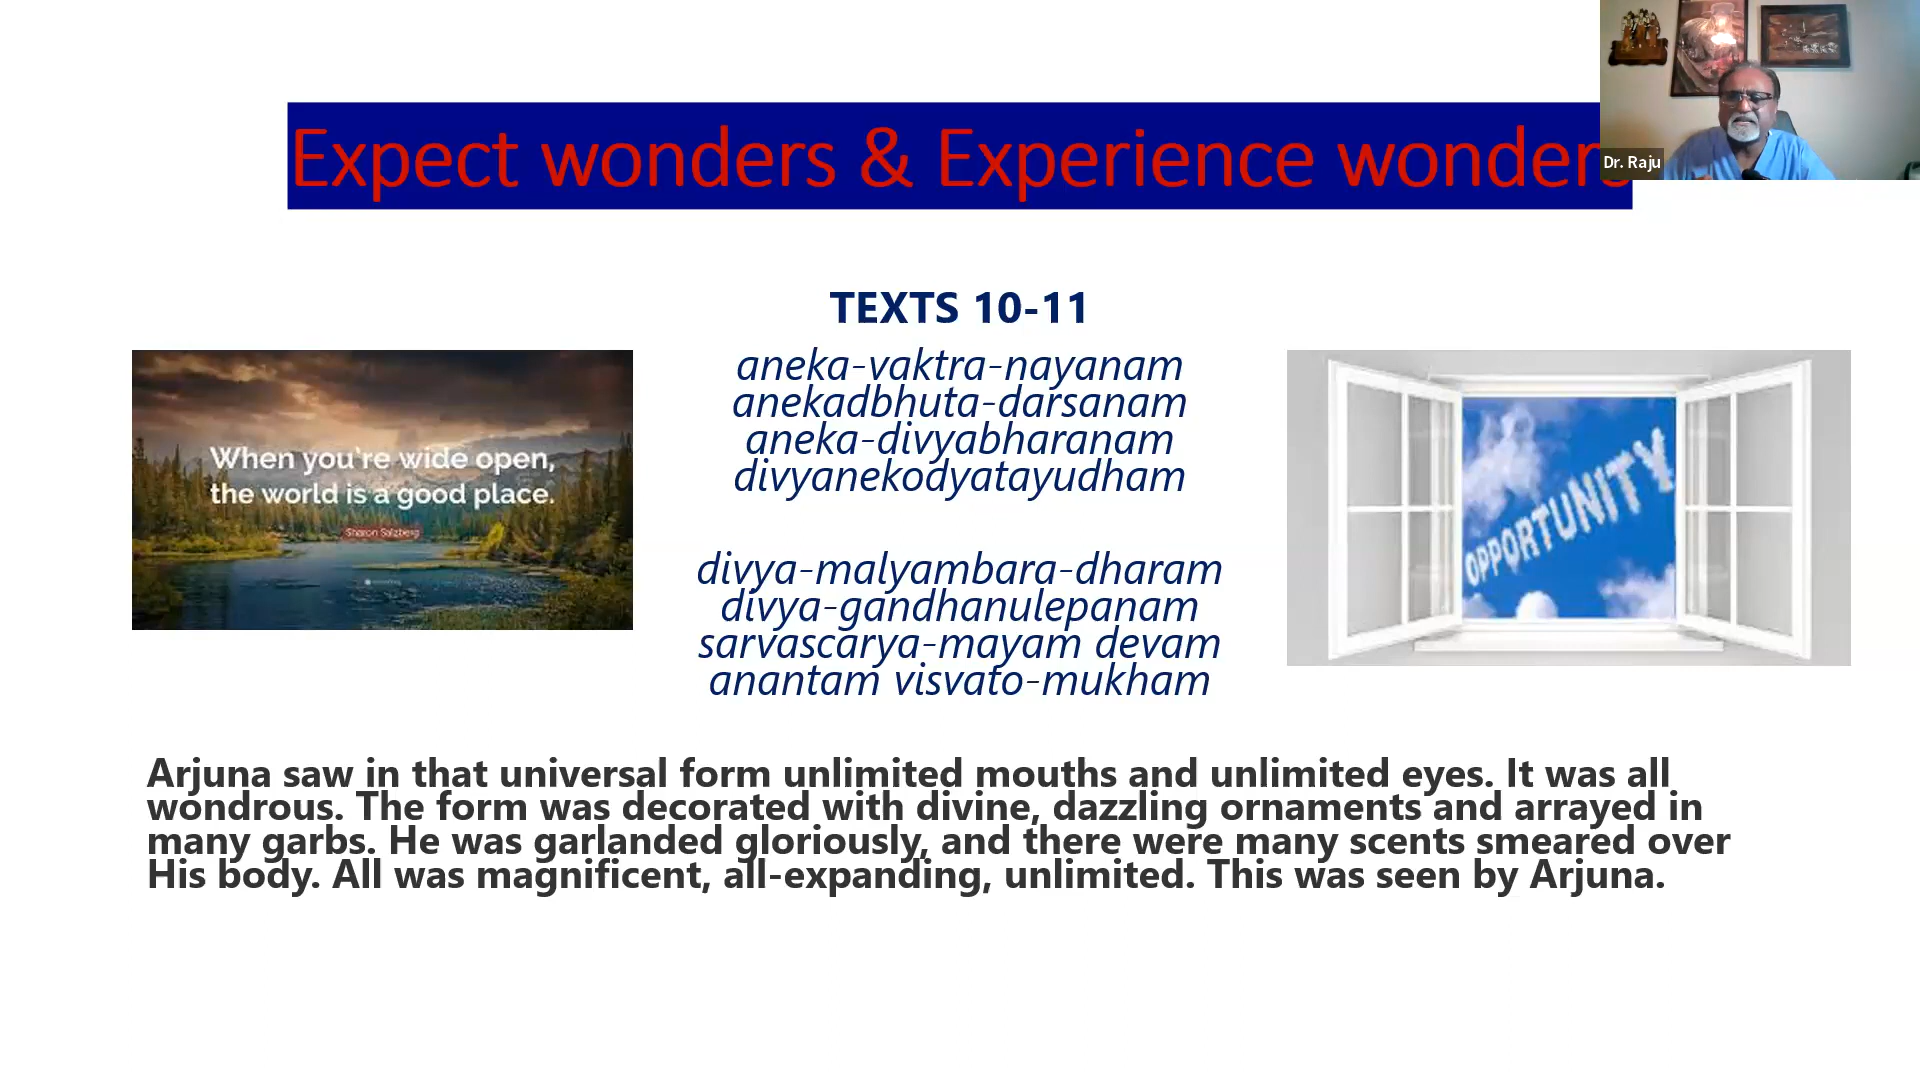 Expect wonders & Experience wonders
Dr. Raju
TEXTS 10-11
aneka-vaktra-nayanam
anekadbhuta-darsanam
aneka-divyabharanam
divyanekodyatayudham
When you're wide open,
the world is a good place.
Sharon Salzberg
OPPORTUNITY
divya-malyambara-dharam
divya-gandhanulepanam
sarvascarya-mayam devam
anantam visvato-mukham
Arjuna saw in that universal form unlimited mouths and unlimited eyes. It was all
wondrous. The form was decorated with divine, dazzling ornaments and arrayed in
many garbs. He was garlanded gloriously, and there were many scents smeared over
His body. All was magnificent, all-expanding, unlimited. This was seen by Arjuna.